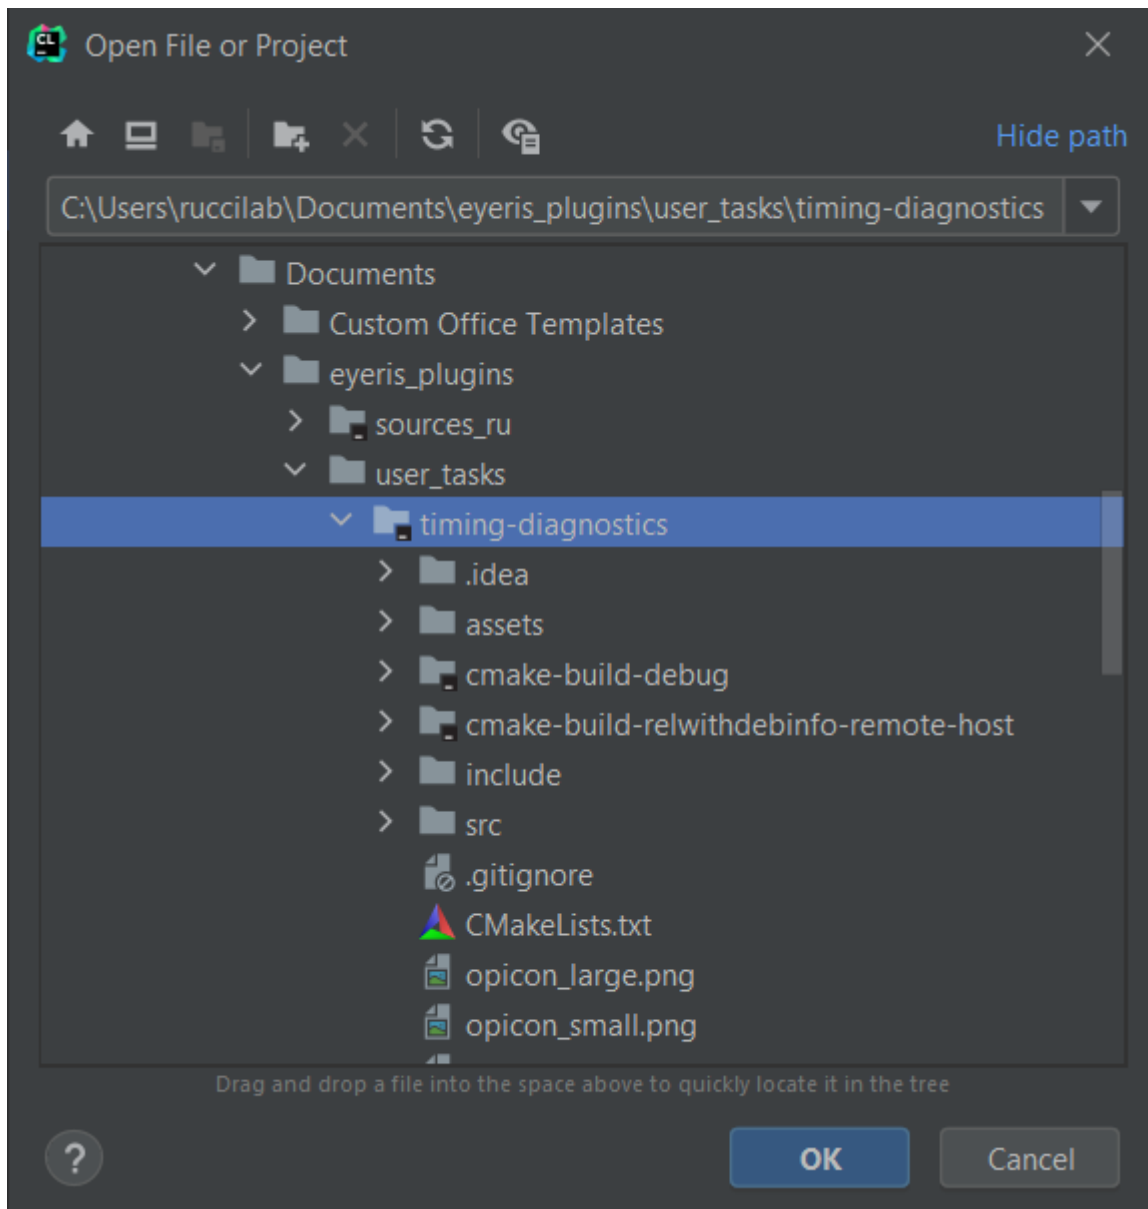 CL Open File or Project
Hide path
C:\Users\ruccilab\Documents\eyeris_plugins\user_tasks\timing-diagnostics
Documents
Custom Office Templates
eyeris_plugins
sources_ru
user_tasks
timing-diagnostics
.idea
assets
cmake-build-debug
cmake-build-relwithdebinfo-remote-host
include
src
.gitignore
CMakeLists.txt
opicon_large.png
opicon_small.png
Drag and drop a file into the space above to quickly locate it in the tree
? OK Cancel